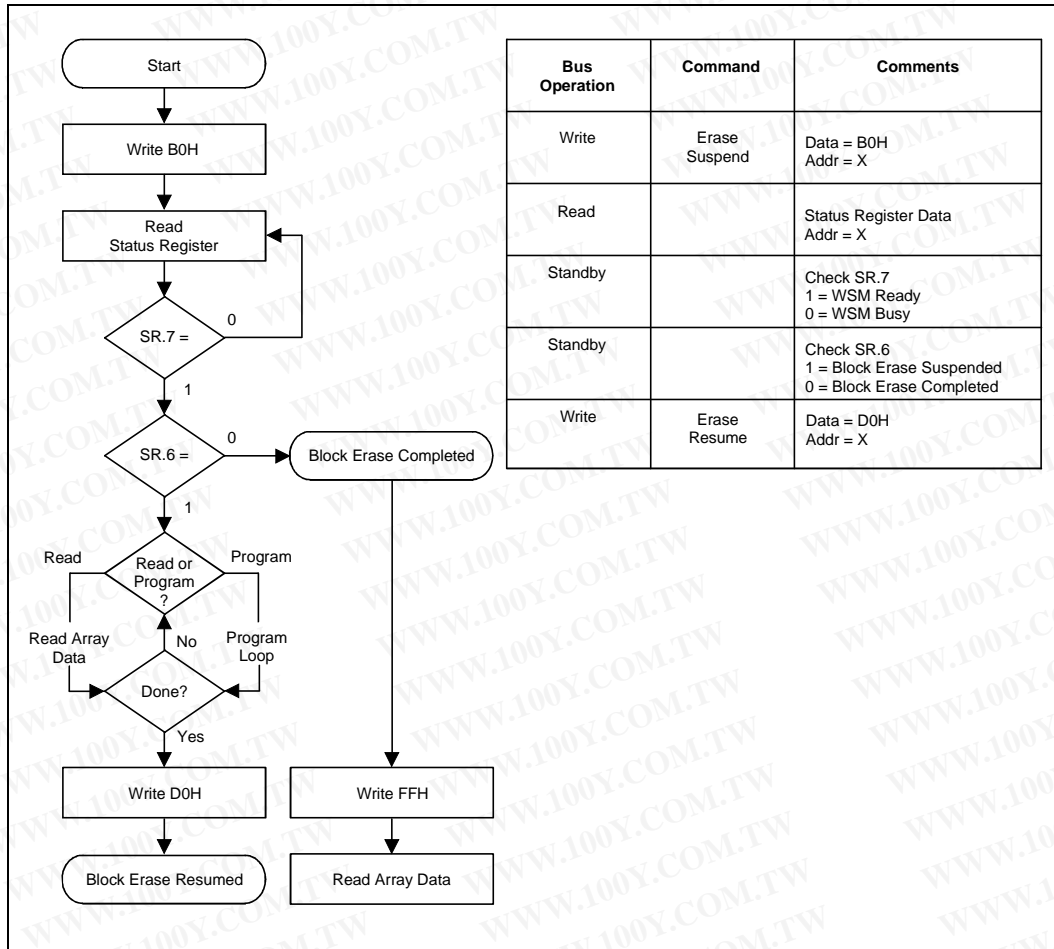 Start
Write B0H
Read
Status Register
SR.7 =
0
1
SR.6 =
0
Block Erase Completed
1
Read or
Program
?
Read
Program
Read Array
Data
No
Program
Loop
Done?
Yes
Write D0H
Block Erase Resumed
Write FFH
Read Array Data
Bus
Operation
Command
Comments
Write
Erase
Suspend
Data = B0H
Addr = X
Read
Status Register Data
Addr = X
Standby
Check SR.7
1 = WSM Ready
0 = WSM Busy
Standby
Check SR.6
1 = Block Erase Suspended
0 = Block Erase Completed
Write
Erase
Resume
Data = D0H
Addr = X
WWW.100Y.COM.TW